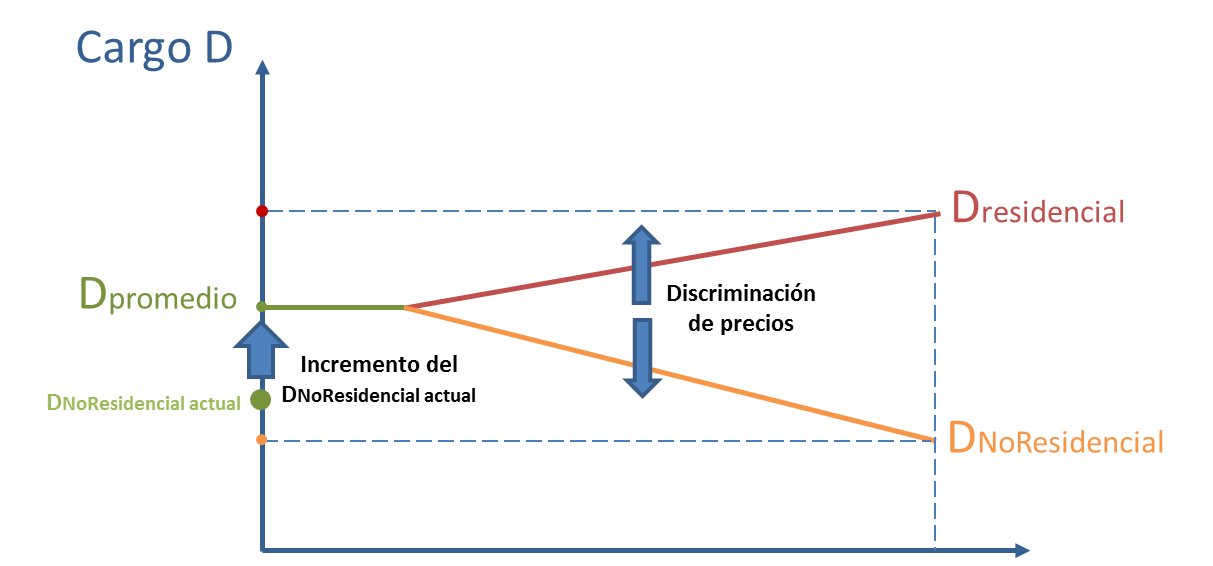 Cargo D
Dresidencial
Dpromedio
Discriminación
de precios
Incremento del
DNoResidencial actual
DNoResidencial actual
DNoResidencial